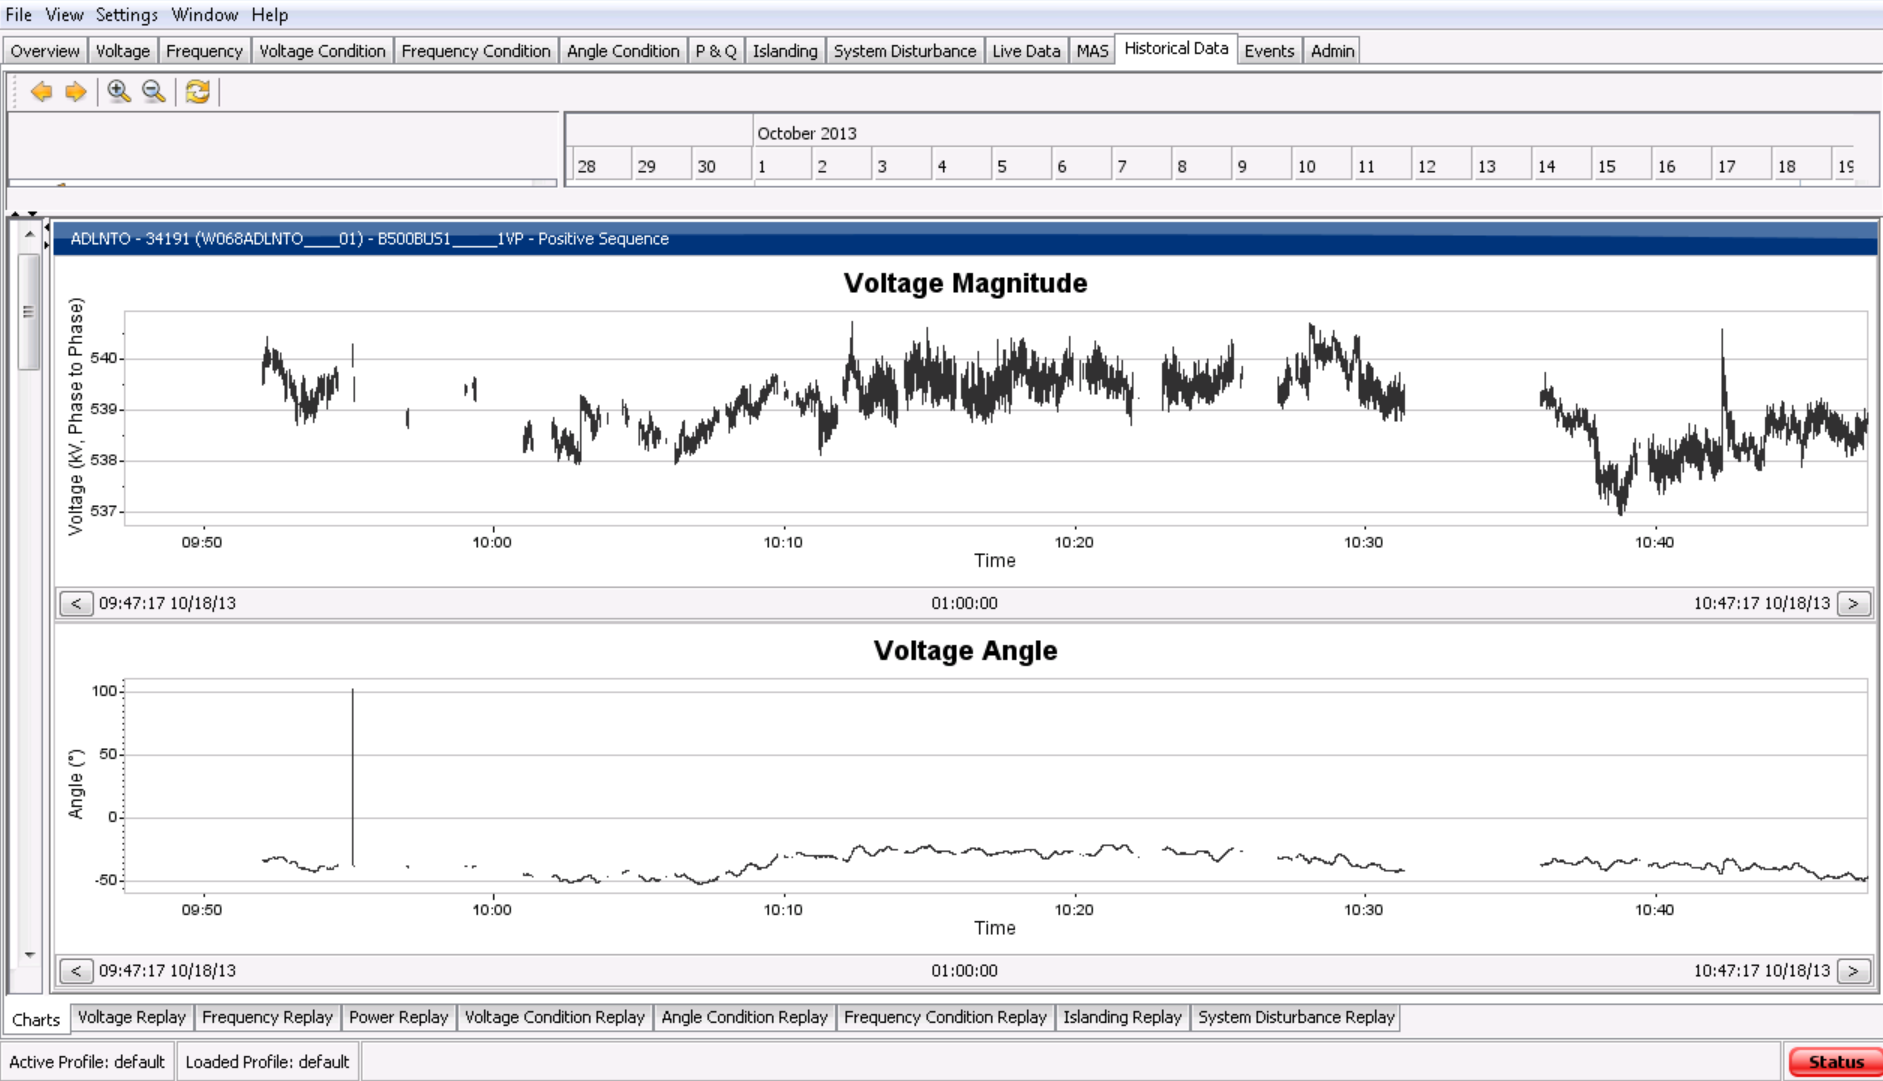 File View Settings Window Help
Overview Voltage Frequency Voltage Condition Frequency Condition Angle Condition P & Q Islanding System Disturbance Live Data MAS Historical Data Events Admin
October 2013
28 29 30 1 2 3 4 5 6 7 8 9 10 11 12 13 14 15 16 17 18 19
ADLNTO - 34191 (W068ADLNTO____01) - B500BUS1_____1VP - Positive Sequence
Voltage Magnitude
Voltage (kV, Phase to Phase)
540
539
538
537
09:50 10:00 10:10 10:20 10:30 10:40
Time
< 09:47:17 10/18/13 01:00:00 10:47:17 10/18/13 >
Voltage Angle
Angle (°)
100
50
0
-50
09:50 10:00 10:10 10:20 10:30 10:40
Time
< 09:47:17 10/18/13 01:00:00 10:47:17 10/18/13 >
Charts Voltage Replay Frequency Replay Power Replay Voltage Condition Replay Angle Condition Replay Frequency Condition Replay Islanding Replay System Disturbance Replay
Active Profile: default Loaded Profile: default Status